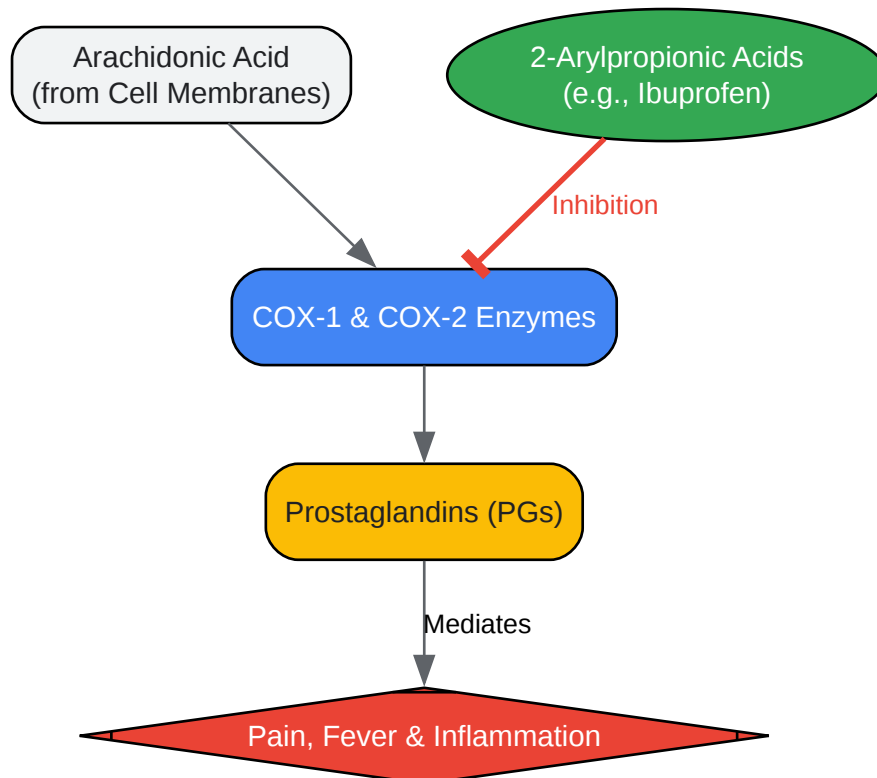 Arachidonic Acid
(from Cell Membranes)
2-Arylpropionic Acids
(e.g., Ibuprofen)
Inhibition
COX-1 & COX-2 Enzymes
Prostaglandins (PGs)
Mediates
Pain, Fever & Inflammation